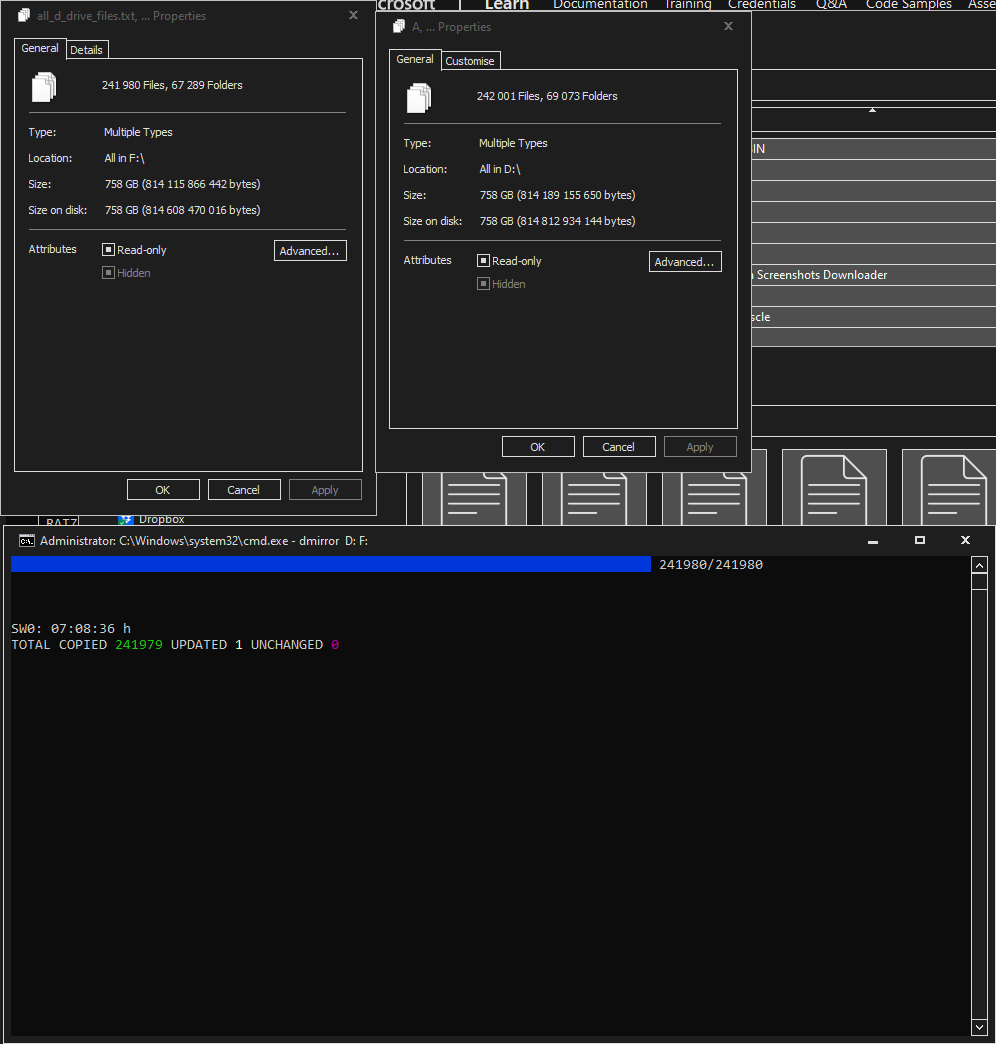 crosoft | Learn Documentation Training Credentials Q&A Code Samples Asse
all_d_drive_files.txt, ... Properties
General Details
241 980 Files, 67 289 Folders
Type: Multiple Types
Location: All in F:\
Size: 758 GB (814 115 866 442 bytes)
Size on disk: 758 GB (814 608 470 016 bytes)
Attributes Read-only Advanced...
Hidden
OK Cancel Apply
A, ... Properties
General Customise
242 001 Files, 69 073 Folders
Type: Multiple Types
Location: All in D:\
Size: 758 GB (814 189 155 650 bytes)
Size on disk: 758 GB (814 812 934 144 bytes)
Attributes Read-only Advanced...
Hidden
OK Cancel Apply
IN
Screenshots Downloader
scle
Dropbox
Administrator: C:\Windows\system32\cmd.exe - dmirror D: F:
241980/241980
SW0: 07:08:36 h
TOTAL COPIED 241979 UPDATED 1 UNCHANGED 0